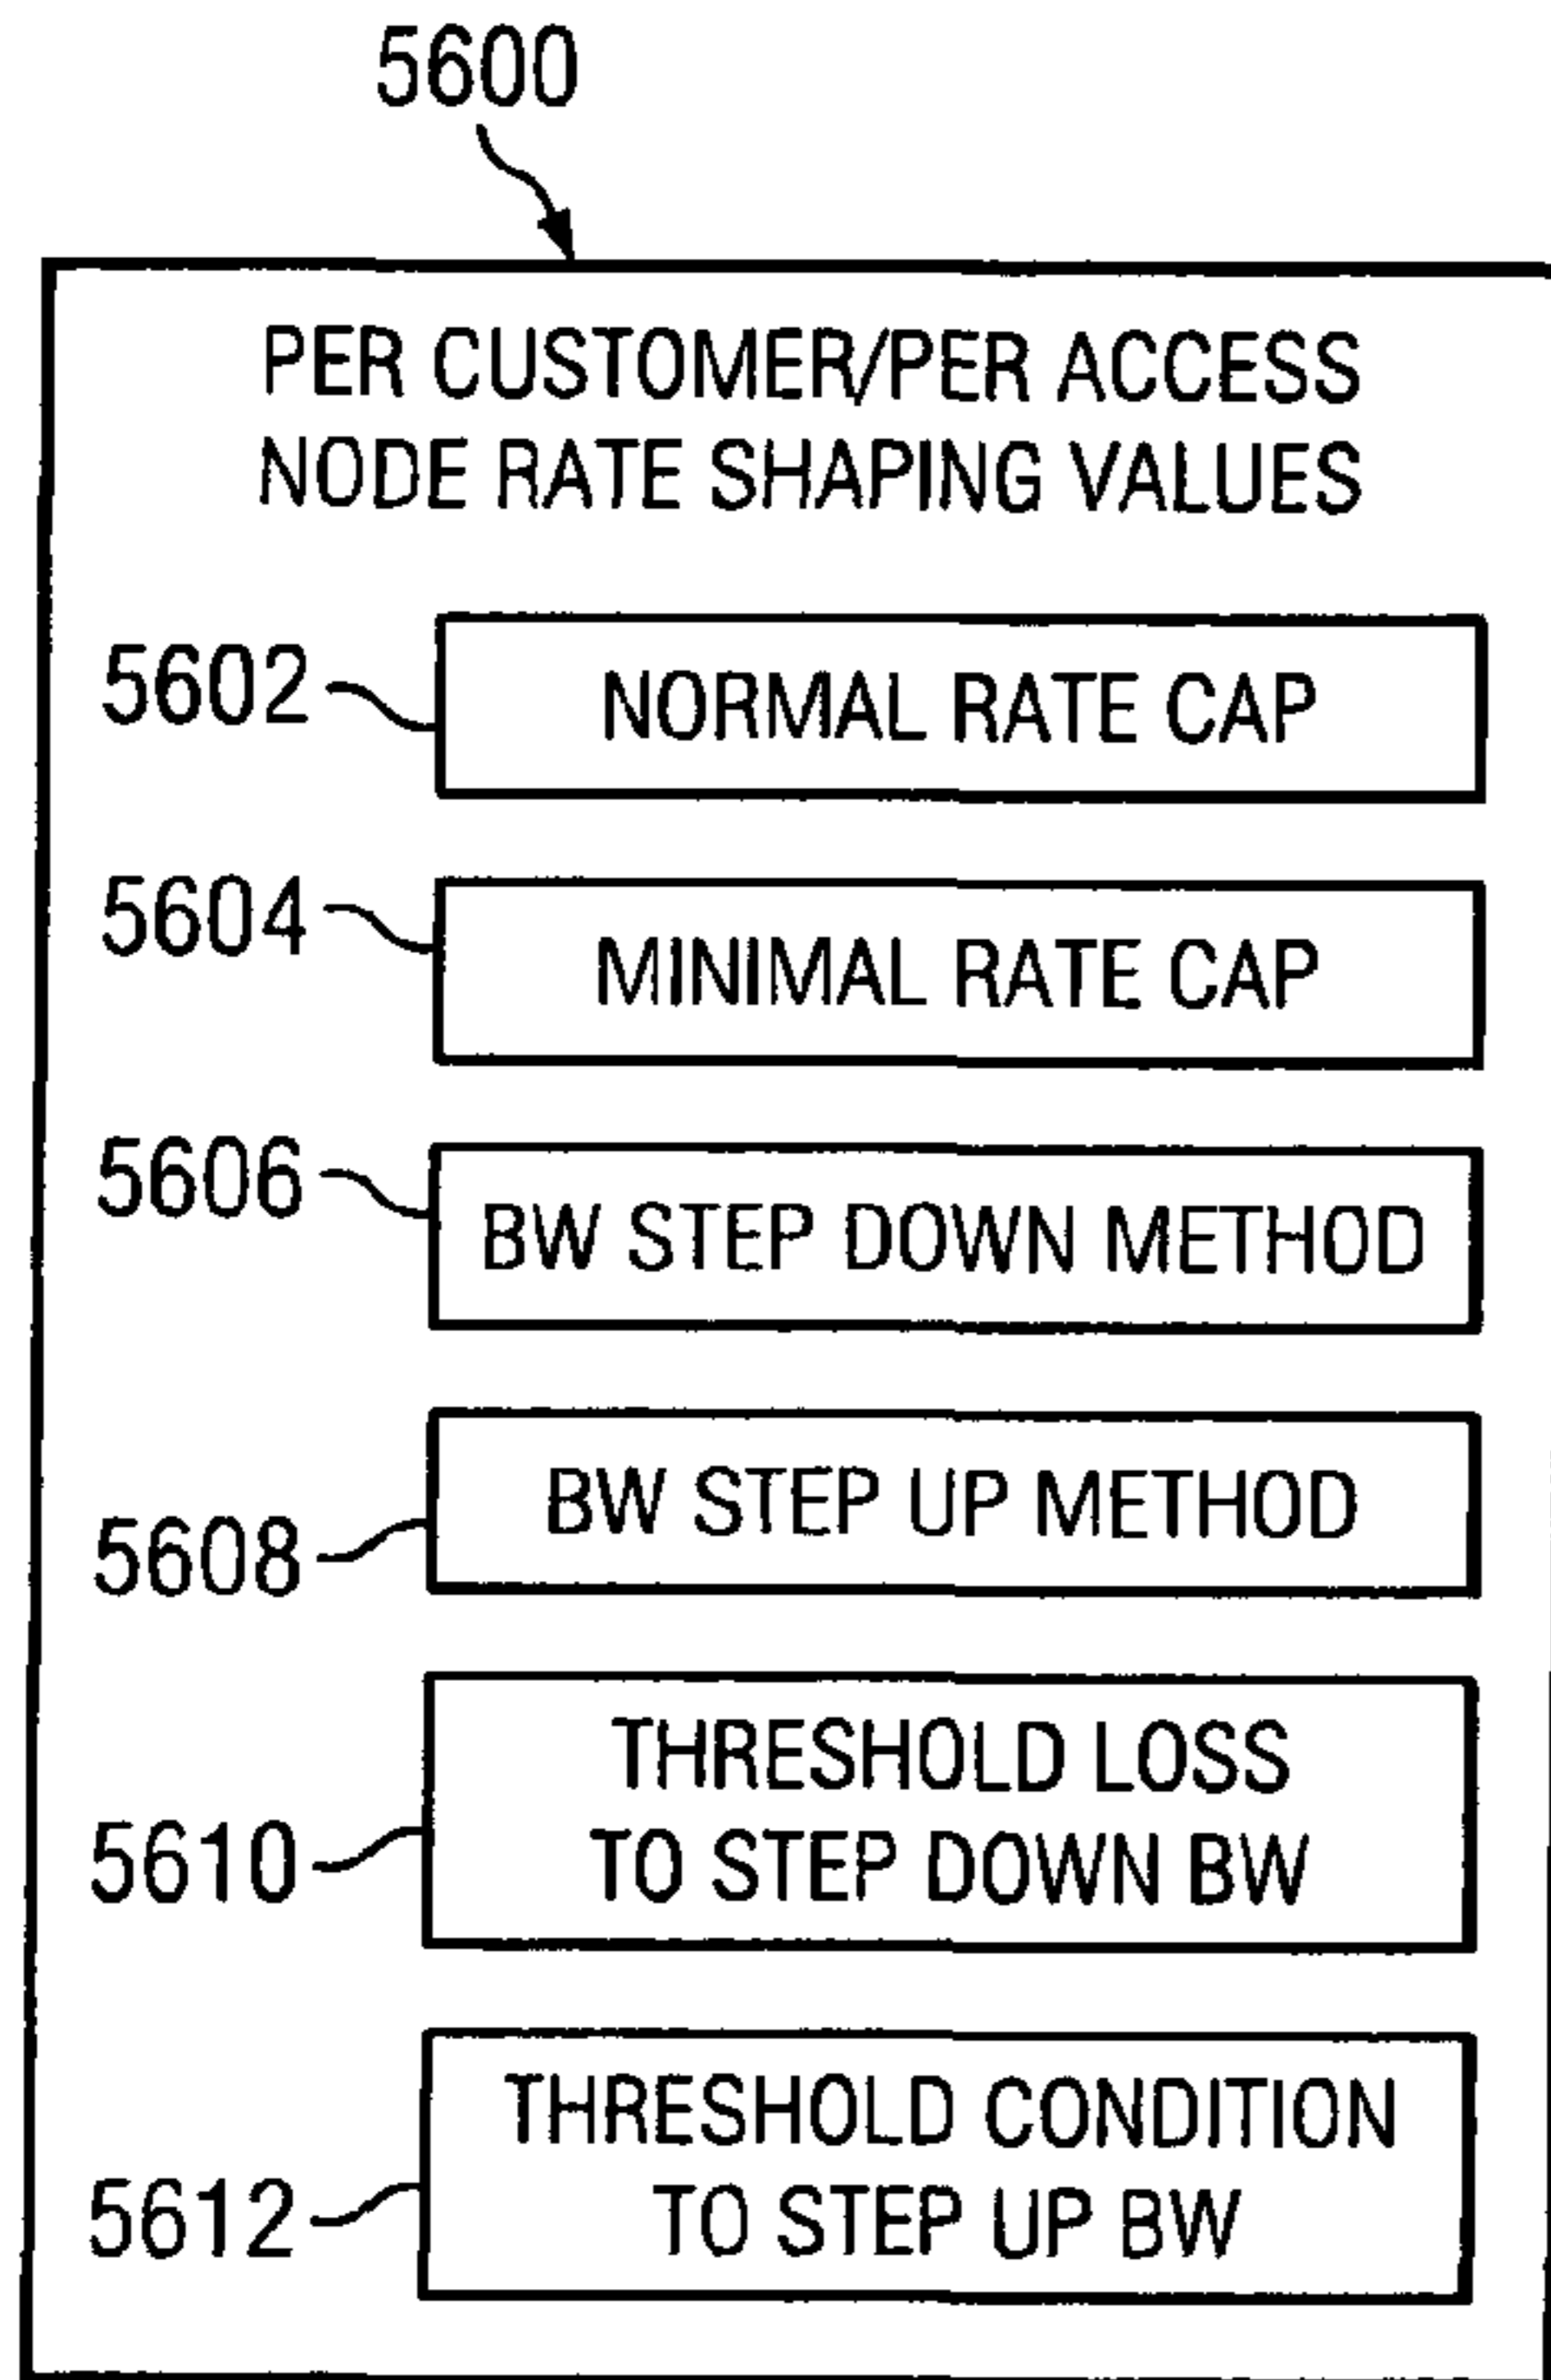 5600
PER CUSTOMER/PER ACCESS
NODE RATE SHAPING VALUES
5602
NORMAL RATE CAP
5604
MINIMAL RATE CAP
5606
BW STEP DOWN METHOD
5608
BW STEP UP METHOD
5610
THRESHOLD LOSS
TO STEP DOWN BW
5612
THRESHOLD CONDITION
TO STEP UP BW